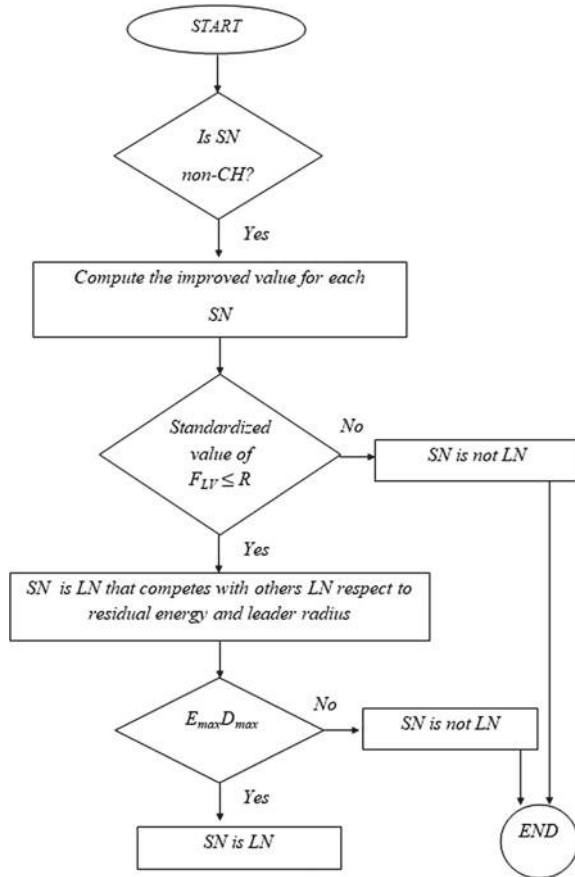 START
Is SN
non-CH?
Yes
Compute the improved value for each
SN
Standardized
value of
F_LV ≤ R
No
SN is not LN
Yes
SN is LN that competes with others LN respect to
residual energy and leader radius
E_max D_max
No
SN is not LN
Yes
SN is LN
END